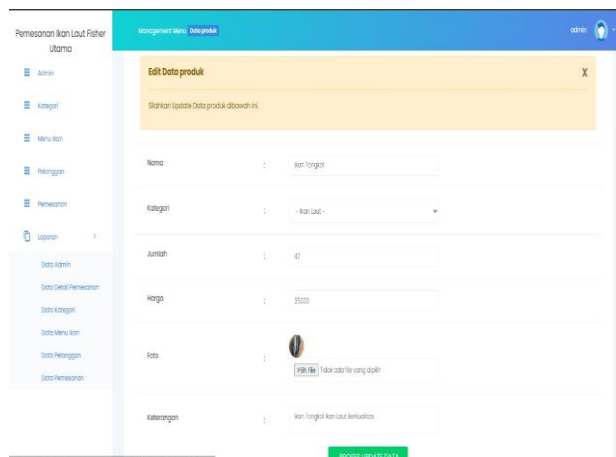 Pemesanan Ikan Laut Fisher
Utama
Management Menu Data produk
admin
Admin
Kategori
Menu Ikan
Pelanggan
Pemesanan
Laporan >
Data Admin
Data Detail Pemesanan
Data Kategori
Data Menu Ikan
Data Pelanggan
Data Pemesanan
Edit Data produk X
Silahkan Update Data produk dibawah ini.
Nama : Ikan Tongkol
Kategori : - Ikan Laut -
Jumlah : 47
Harga : 35000
Foto : Pilih file Tidak ada file yang dipilih
Keterangan : Ikan Tongkol Ikan Laut Berkualitas
PROSES UPDATE DATA